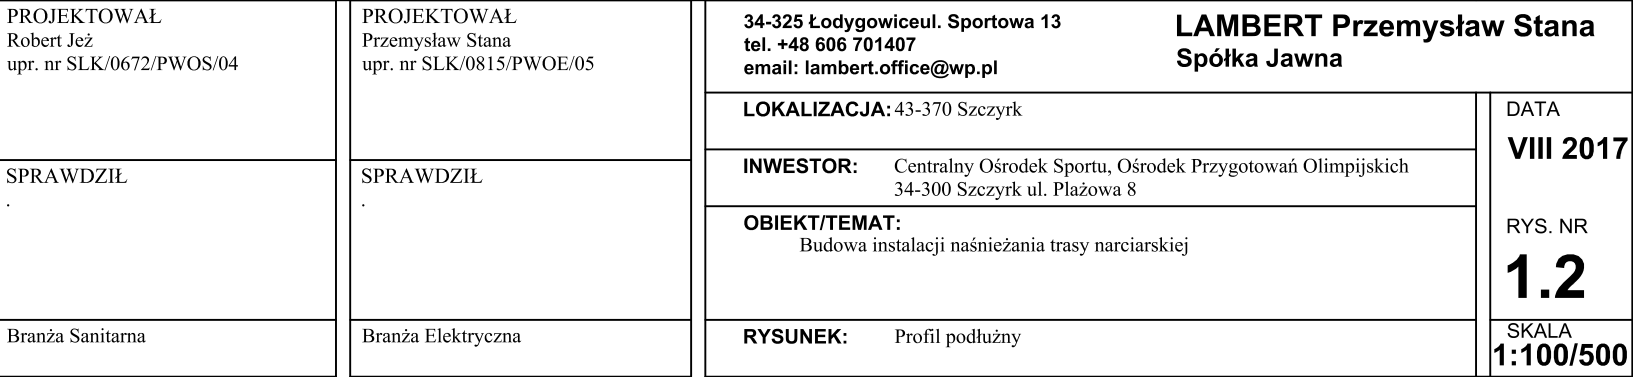 PROJEKTOWAŁ
Robert Jeż
upr. nr SLK/0672/PWOS/04
SPRAWDZIŁ
.
Branża Sanitarna
PROJEKTOWAŁ
Przemysław Stana
upr. nr SLK/0815/PWOE/05
SPRAWDZIŁ
.
Branża Elektryczna
34-325 Łodygowiceul. Sportowa 13
tel. +48 606 701407
email: lambert.office@wp.pl
LAMBERT Przemysław Stana
Spółka Jawna
LOKALIZACJA: 43-370 Szczyrk
INWESTOR: Centralny Ośrodek Sportu, Ośrodek Przygotowań Olimpijskich
34-300 Szczyrk ul. Plażowa 8
OBIEKT/TEMAT:
Budowa instalacji naśnieżania trasy narciarskiej
RYSUNEK: Profil podłużny
DATA
VIII 2017
RYS. NR
1.2
SKALA
1:100/500